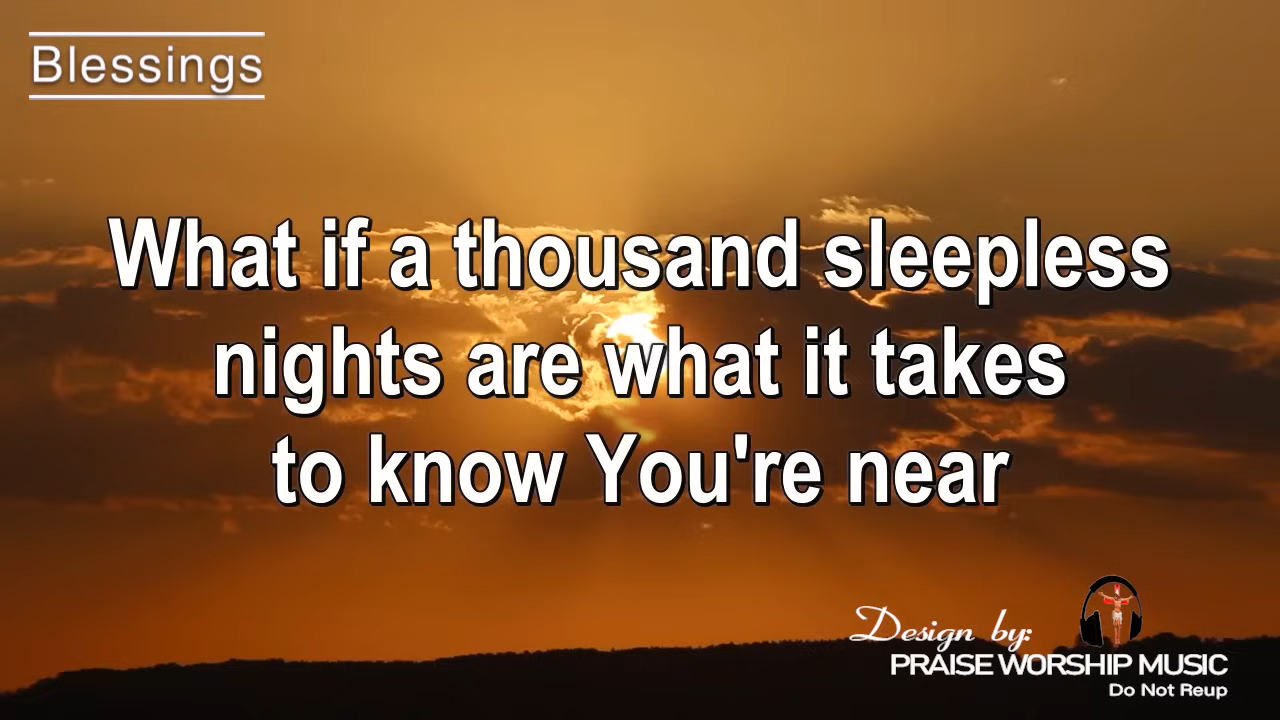 Blessings
What if a thousand sleepless
nights are what it takes
to know You're near
Design by:
PRAISE WORSHIP MUSIC
Do Not Reup